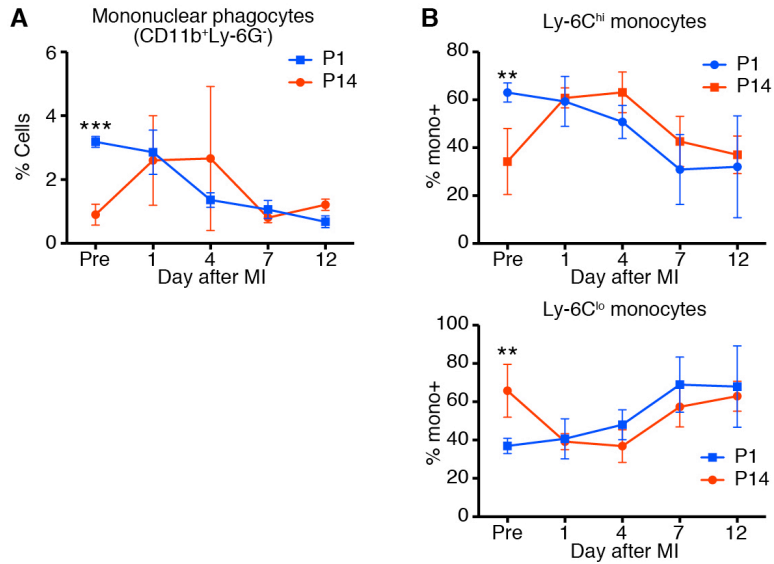 A
Mononuclear phagocytes
(CD11b⁺Ly-6G⁻)
6
4
2
0
% Cells
***
P1
P14
Pre 1 4 7 12
Day after MI
B
Ly-6Cʰⁱ monocytes
80
60
40
20
0
% mono+
**
P1
P14
Pre 1 4 7 12
Day after MI
Ly-6Cˡᵒ monocytes
100
80
60
40
20
0
% mono+
**
P1
P14
Pre 1 4 7 12
Day after MI